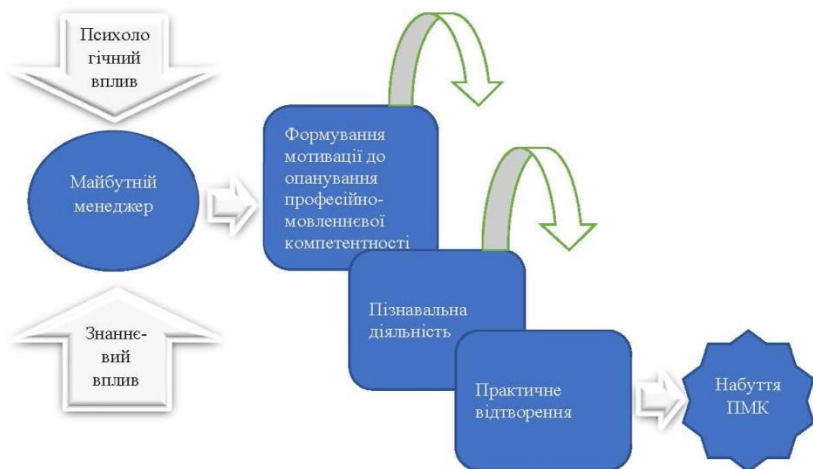 Психоло
гічний
вплив
Майбутній
менеджер
Знаннє-
вий
вплив
Формування
мотивації до
опанування
професійно-
мовленнєвої
компетентності
Пізнавальна
діяльність
Практичне
відтворення
Набуття
ПМК